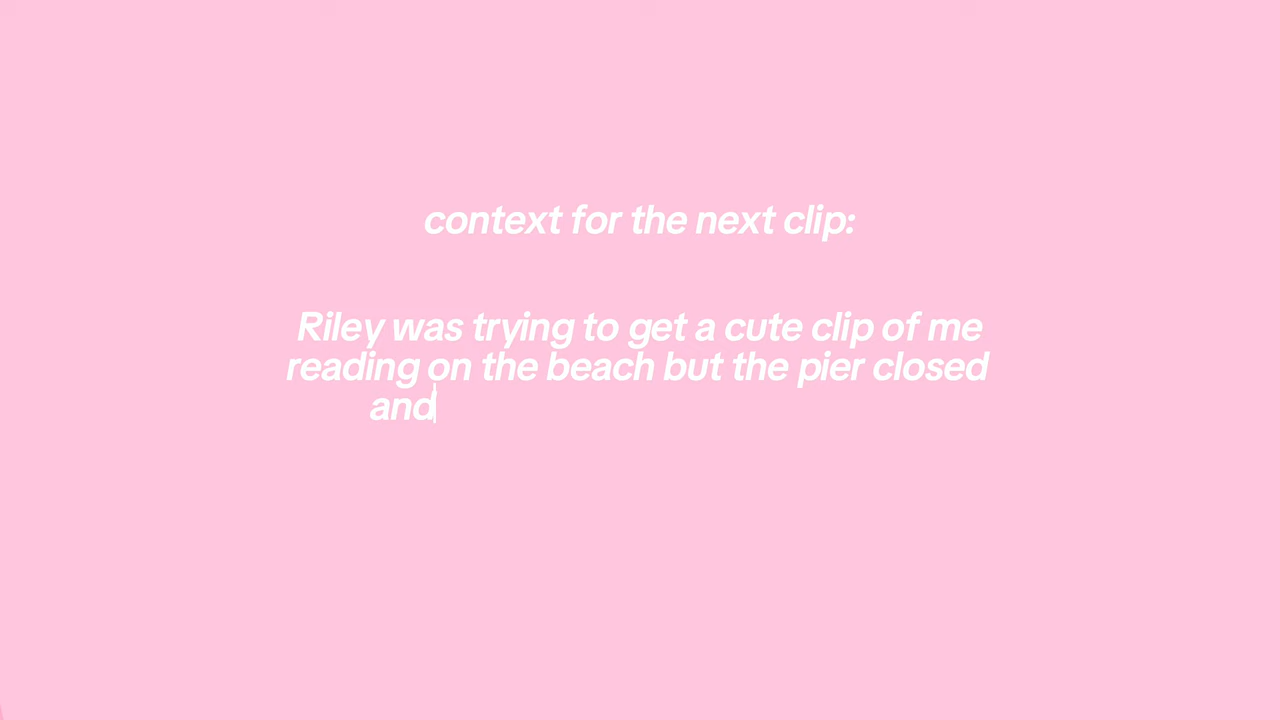 context for the next clip:
Riley was trying to get a cute clip of me
reading on the beach but the pier closed
and